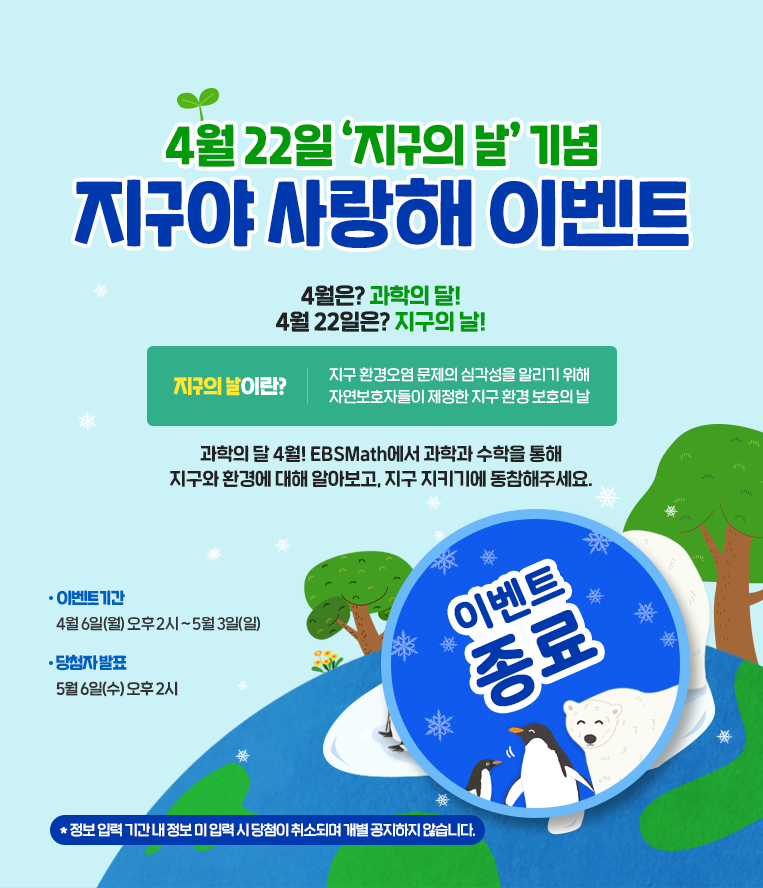 4월 22일 ‘지구의 날’ 기념
지구야 사랑해 이벤트
4월은? 과학의 달!
4월 22일은? 지구의 날!
지구의 날이란?
지구 환경오염 문제의 심각성을 알리기 위해
자연보호자들이 제정한 지구 환경 보호의 날
과학의 달 4월! EBSMath에서 과학과 수학을 통해
지구와 환경에 대해 알아보고, 지구 지키기에 동참해주세요.
· 이벤트기간
4월 6일(월) 오후 2시 ~ 5월 3일(일)
· 당첨자 발표
5월 6일(수) 오후 2시
이벤트
종료
* 정보 입력 기간 내 정보 미 입력 시 당첨이 취소되며 개별 공지하지 않습니다.